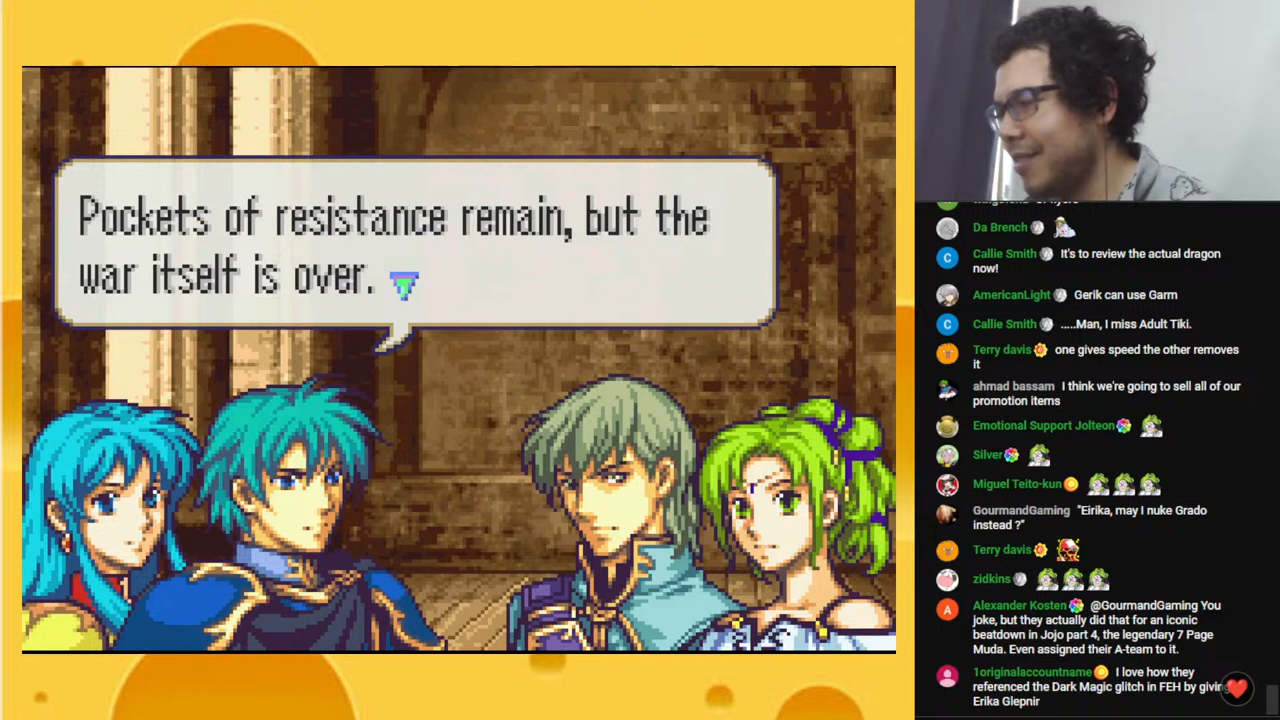 Pockets of resistance remain, but the
war itself is over.
Da Brench
Callie Smith It's to review the actual dragon
now!
AmericanLight Gerik can use Garm
Callie Smith .....Man, I miss Adult Tiki.
Terry davis one gives speed the other removes
it
ahmad bassam I think we're going to sell all of our
promotion items
Emotional Support Jolteon
Silver
Miguel Teito-kun
GourmandGaming "Eirika, may I nuke Grado
instead ?"
Terry davis
zidkins
Alexander Kosten @GourmandGaming You
joke, but they actually did that for an iconic
beatdown in Jojo part 4, the legendary 7 Page
Muda. Even assigned their A-team to it.
1originalaccountname I love how they
referenced the Dark Magic glitch in FEH by giving
Erika Glepnir